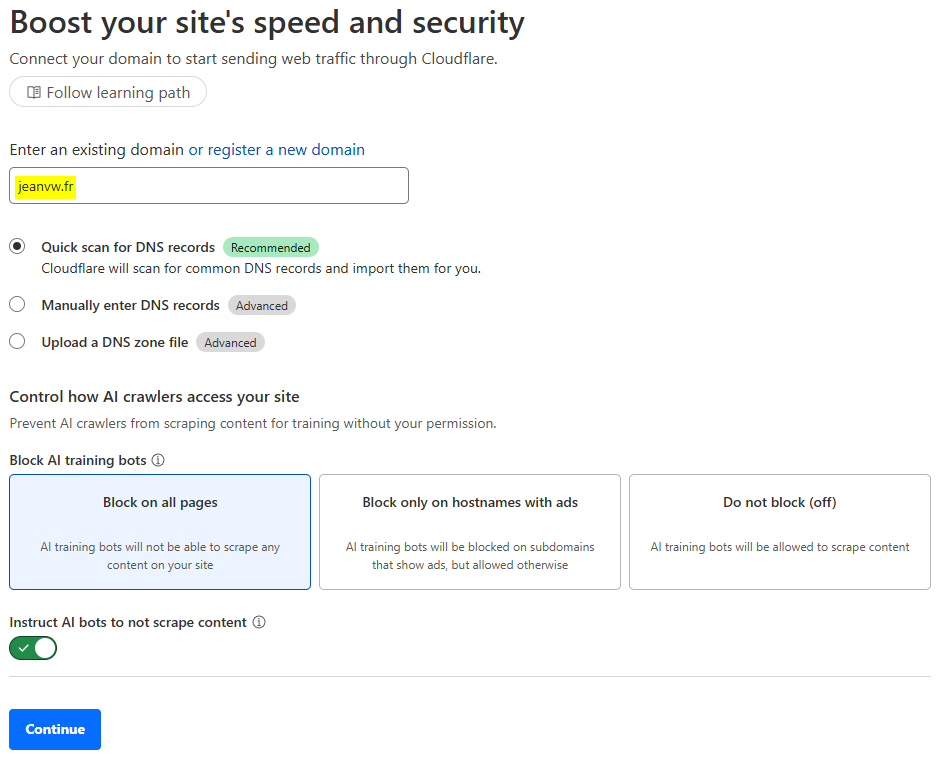 Boost your site's speed and security
Connect your domain to start sending web traffic through Cloudflare.
Follow learning path
Enter an existing domain or register a new domain
jeanvw.fr
Quick scan for DNS records Recommended
Cloudflare will scan for common DNS records and import them for you.
Manually enter DNS records Advanced
Upload a DNS zone file Advanced
Control how AI crawlers access your site
Prevent AI crawlers from scraping content for training without your permission.
Block AI training bots
Block on all pages
AI training bots will not be able to scrape any
content on your site
Block only on hostnames with ads
AI training bots will be blocked on subdomains
that show ads, but allowed otherwise
Do not block (off)
AI training bots will be allowed to scrape content
Instruct AI bots to not scrape content
Continue